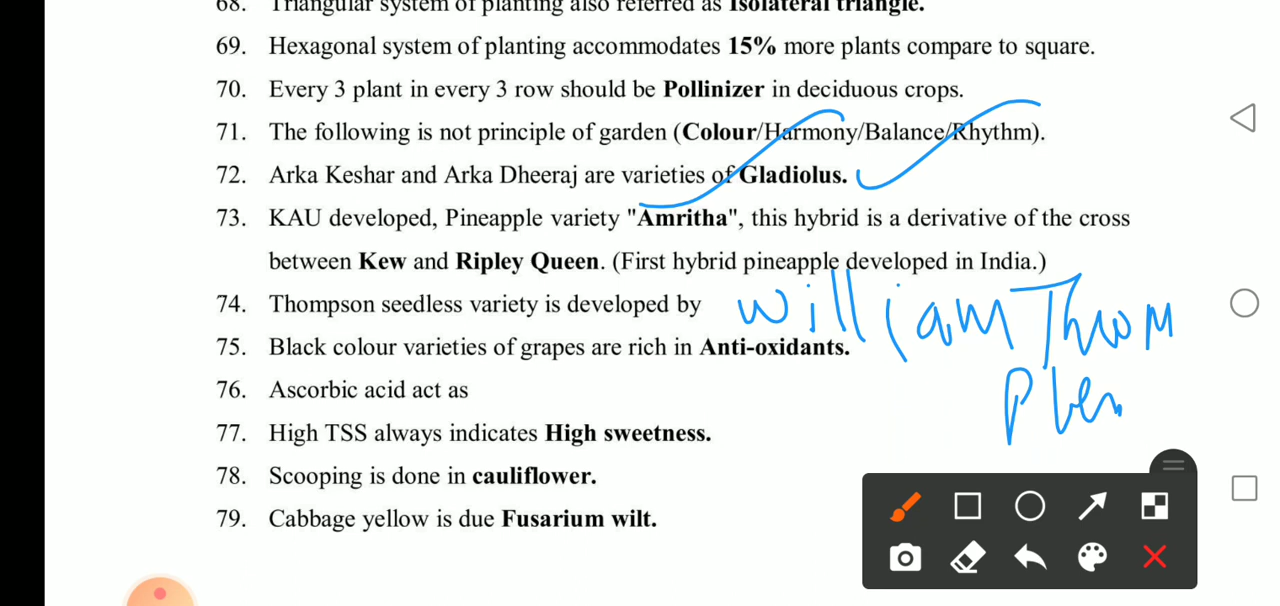 68. Triangular system of planting also referred as Isolateral triangle.
69. Hexagonal system of planting accommodates 15% more plants compare to square.
70. Every 3 plant in every 3 row should be Pollinizer in deciduous crops.
71. The following is not principle of garden (Colour/Harmony/Balance/Rhythm).
72. Arka Keshar and Arka Dheeraj are varieties of Gladiolus.
73. KAU developed, Pineapple variety "Amritha", this hybrid is a derivative of the cross
between Kew and Ripley Queen. (First hybrid pineapple developed in India.)
74. Thompson seedless variety is developed by William Thom
75. Black colour varieties of grapes are rich in Anti-oxidants.
76. Ascorbic acid act as
77. High TSS always indicates High sweetness.
78. Scooping is done in cauliflower.
79. Cabbage yellow is due Fusarium wilt.